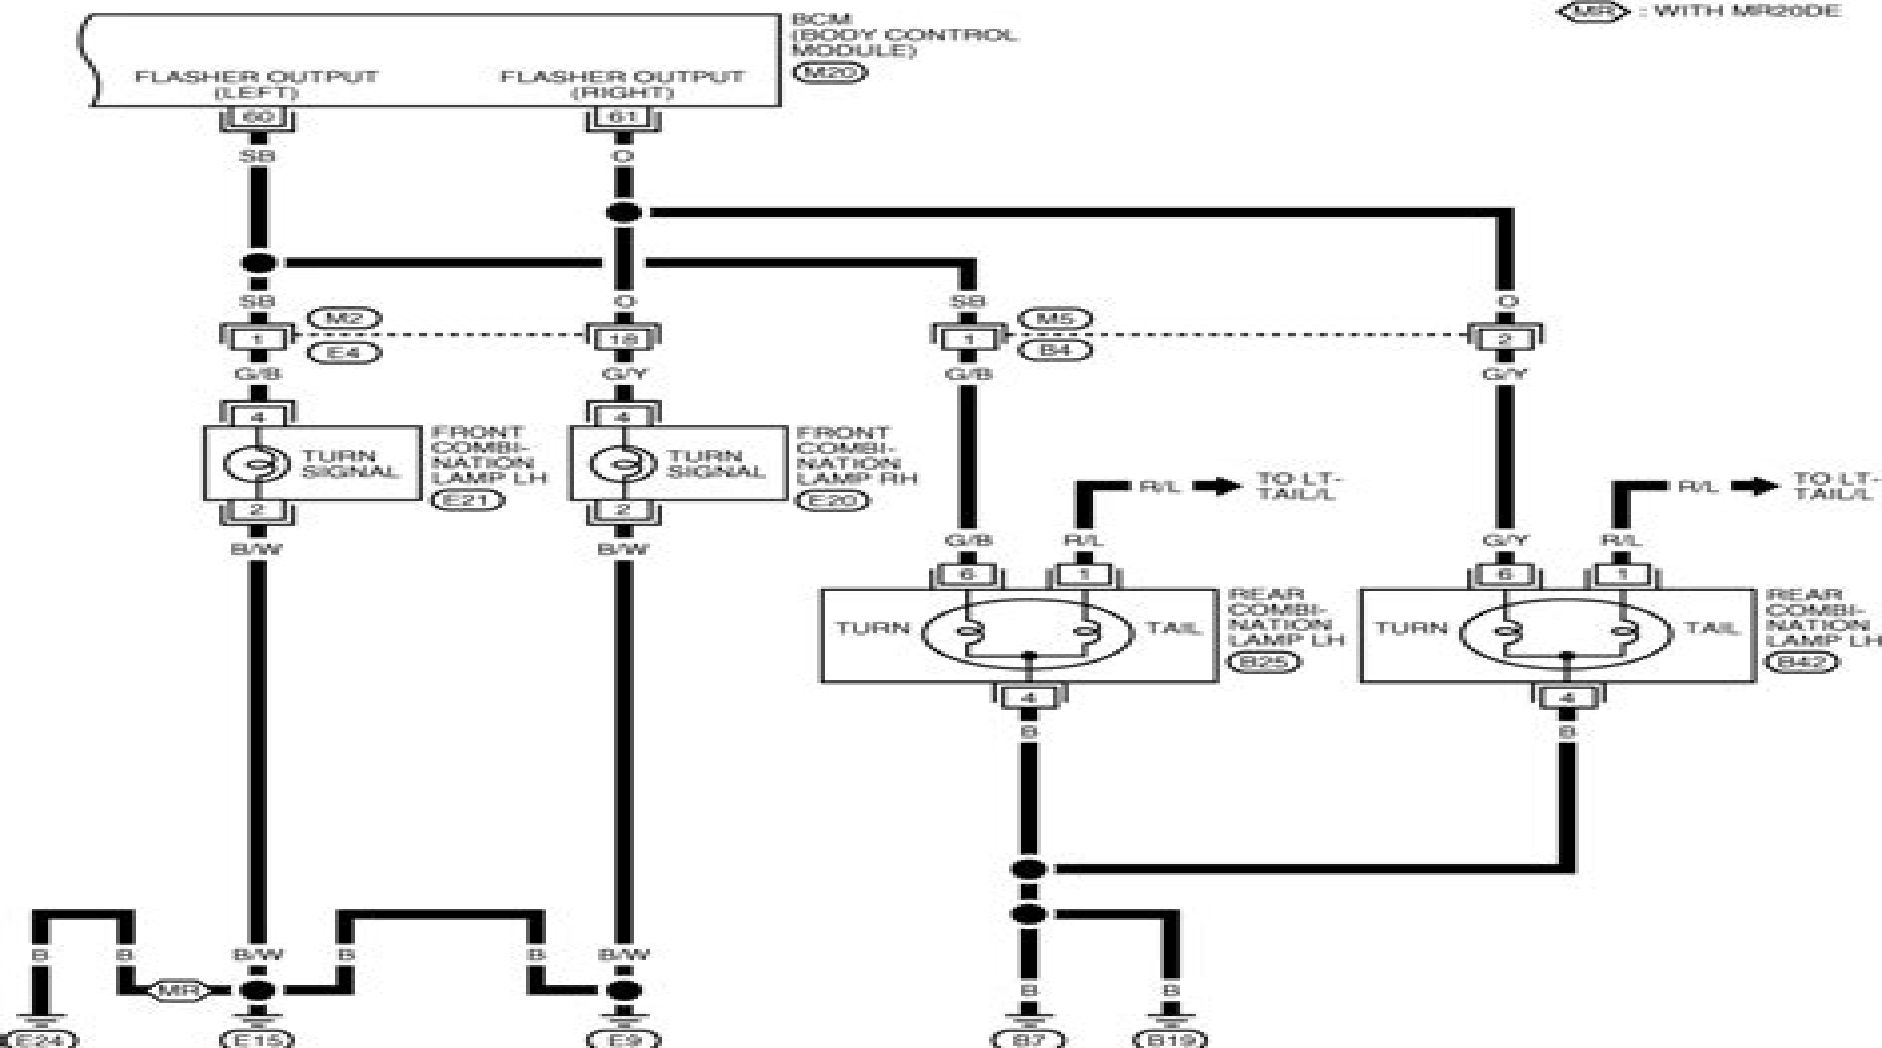 BCM
(BODY CONTROL
MODULE)
M20
MR : WITH MR20DE
FLASHER OUTPUT
(LEFT)
FLASHER OUTPUT
(RIGHT)
60
61
SB
O
SB
O
SB
O
M2
E4
M5
B4
1
18
1
2
G/B
G/Y
G/B
G/Y
4
4
TURN
SIGNAL
FRONT
COMBI-
NATION
LAMP LH
E21
TURN
SIGNAL
FRONT
COMBI-
NATION
LAMP RH
E20
2
2
B/W
B/W
R/L
TO LT-
TAIL/L
R/L
TO LT-
TAIL/L
G/B
R/L
G/Y
R/L
6
1
6
1
TURN
TAIL
REAR
COMBI-
NATION
LAMP LH
B25
TURN
TAIL
REAR
COMBI-
NATION
LAMP LH
B42
4
4
B
B
B
B
B/W
B
B
B/W
MR
B
B
E24
E15
E9
B7
B19